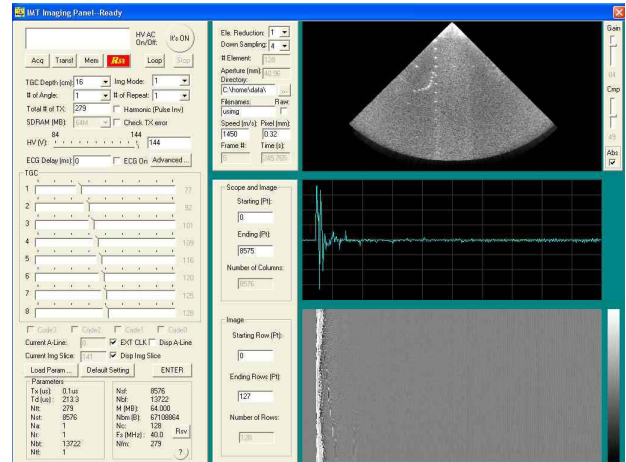 IMT Imaging Panel--Ready
HV AC
On/Off:
It's ON
Acq Transf Mem Rst Loop Stop
TGC Depth (cm): 16 Img Mode: 1
# of Angle: 1 # of Repeat: 1
Total # of TX: 279 Harmonic (Pulse Inv)
SDRAM (MB): 64M Check TX error
84 144
HV (V): 144
ECG Delay (ms): 0 ECG On Advanced ...
TGC
1 77
2 92
3 101
4 109
5 116
6 120
7 125
8 128
Code3 Code2 Code1 Code0
Current A-Line: 0 EXT CLK Disp A-Line
Current Img Slice: 141 Disp Img Slice
Load Param... Default Setting ENTER
Parameters
Tx (us): 0.1us Nsf: 8576
Td (us): 213.3 Nbf: 13722
Ntt: 279 M (MB): 64.000
Nst: 8576 Nbm (B): 67108864
Na: 1 Nc: 128
Nr: 1 Fs (MHz): 40.0
Nbt: 13722 Nfm: 279
Ntl: 1
Rsv
?
Ele. Reduction: 1
Down Sampling: 4
# Element: 128
Aperture (mm): 40.96
Directory:
C:\home\data\ ...
Filenames: Raw:
usimg
Speed (m/s): Pixel (mm):
1450 0.32
Frame #: Time (s):
6 245.765
Scope and Image
Starting (Pt):
0
Ending (Pt):
8575
Number of Columns:
8576
Image
Starting Row (Pt):
0
Ending Rows (Pt):
127
Number of Rows:
128
Gain
84
Cmp
49
Abs